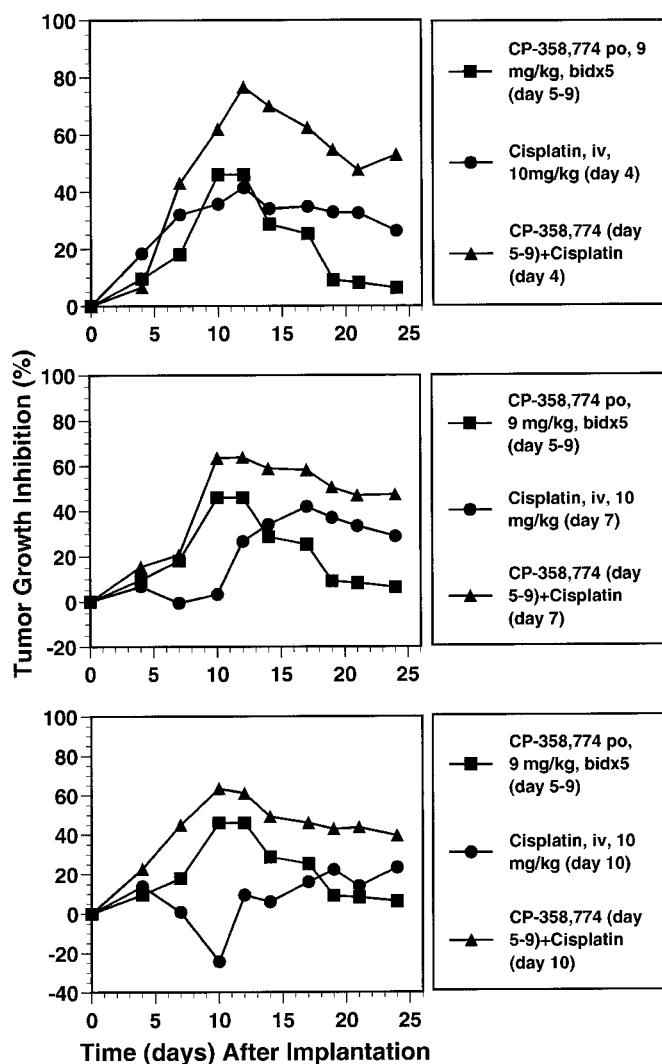 Tumor Growth Inhibition (%)
100
80
60
40
20
0
0 5 10 15 20 25
CP-358,774 po, 9
mg/kg, bidx5
(day 5-9)
Cisplatin, iv,
10mg/kg (day 4)
CP-358,774 (day
5-9)+Cisplatin
(day 4)
100
80
60
40
20
0
-20
0 5 10 15 20 25
CP-358,774 po,
9 mg/kg, bidx5
(day 5-9)
Cisplatin, iv, 10
mg/kg (day 7)
CP-358,774 (day
5-9)+Cisplatin
(day 7)
100
80
60
40
20
0
-20
-40
0 5 10 15 20 25
CP-358,774 po,
9 mg/kg, bidx5
(day 5-9)
Cisplatin, iv, 10
mg/kg (day 10)
CP-358,774 (day
5-9)+Cisplatin
(day 10)
Time (days) After Implantation